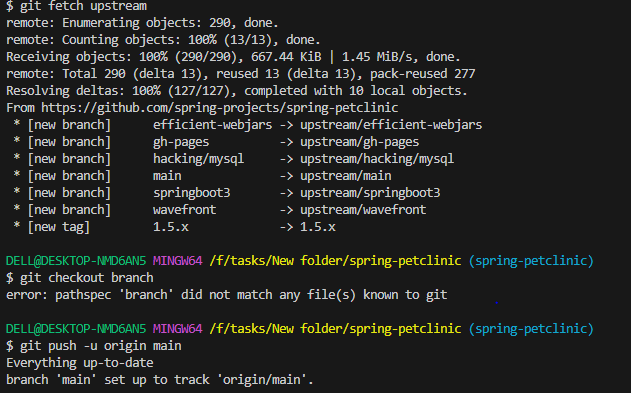 $ git fetch upstream
remote: Enumerating objects: 290, done.
remote: Counting objects: 100% (13/13), done.
Receiving objects: 100% (290/290), 667.44 KiB | 1.45 MiB/s, done.
remote: Total 290 (delta 13), reused 13 (delta 13), pack-reused 277
Resolving deltas: 100% (127/127), completed with 10 local objects.
From https://github.com/spring-projects/spring-petclinic
 * [new branch]      efficient-webjars -> upstream/efficient-webjars
 * [new branch]      gh-pages          -> upstream/gh-pages
 * [new branch]      hacking/mysql     -> upstream/hacking/mysql
 * [new branch]      main              -> upstream/main
 * [new branch]      springboot3       -> upstream/springboot3
 * [new branch]      wavefront         -> upstream/wavefront
 * [new tag]         1.5.x             -> 1.5.x
DELL@DESKTOP-NMD6AN5 MINGW64 /f/tasks/New folder/spring-petclinic (spring-petclinic)
$ git checkout branch
error: pathspec 'branch' did not match any file(s) known to git
DELL@DESKTOP-NMD6AN5 MINGW64 /f/tasks/New folder/spring-petclinic (spring-petclinic)
$ git push -u origin main
Everything up-to-date
branch 'main' set up to track 'origin/main'.